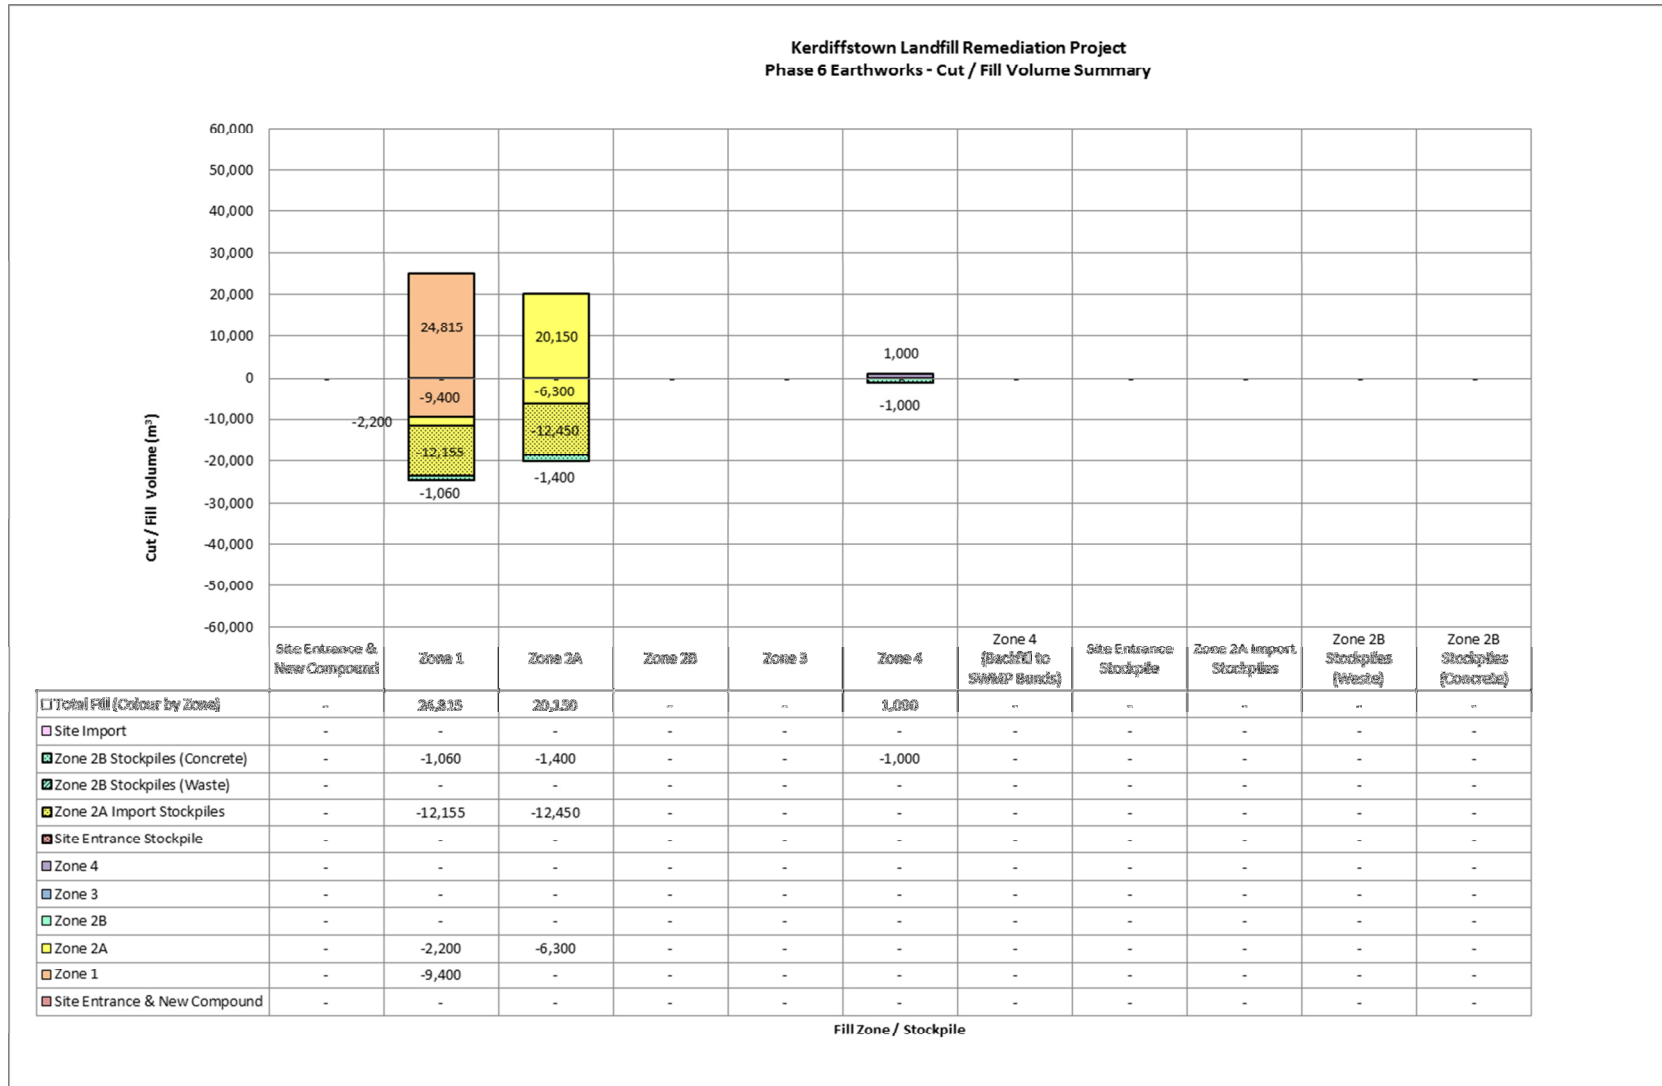 Kerdiffstown Landfill Remediation Project
Phase 6 Earthworks - Cut / Fill Volume Summary
Cut / Fill Volume (m³)
60,000
50,000
40,000
30,000
20,000
10,000
0
-10,000
-20,000
-30,000
-40,000
-50,000
-60,000
24,815
-9,400
-2,200
-12,155
-1,060
20,150
-6,300
-12,450
-1,400
1,000
-1,000
- - - - - - - - - - -
Site Entrance & New Compound
Zone 1
Zone 2A
Zone 2B
Zone 3
Zone 4
Zone 4 (Backfill to SWMP Bunds)
Site Entrance Stockpile
Zone 2A Import Stockpiles
Zone 2B Stockpiles (Waste)
Zone 2B Stockpiles (Concrete)
Total Fill (Colour by Zone) - 24,815 20,150 - - 1,000 - - - - -
Site Import - - - - - - - - - - -
Zone 2B Stockpiles (Concrete) - -1,060 -1,400 - - -1,000 - - - - -
Zone 2B Stockpiles (Waste) - - - - - - - - - - -
Zone 2A Import Stockpiles - -12,155 -12,450 - - - - - - - -
Site Entrance Stockpile - - - - - - - - - - -
Zone 4 - - - - - - - - - - -
Zone 3 - - - - - - - - - - -
Zone 2B - - - - - - - - - - -
Zone 2A - -2,200 -6,300 - - - - - - - -
Zone 1 - -9,400 - - - - - - - - -
Site Entrance & New Compound - - - - - - - - - - -
Fill Zone / Stockpile